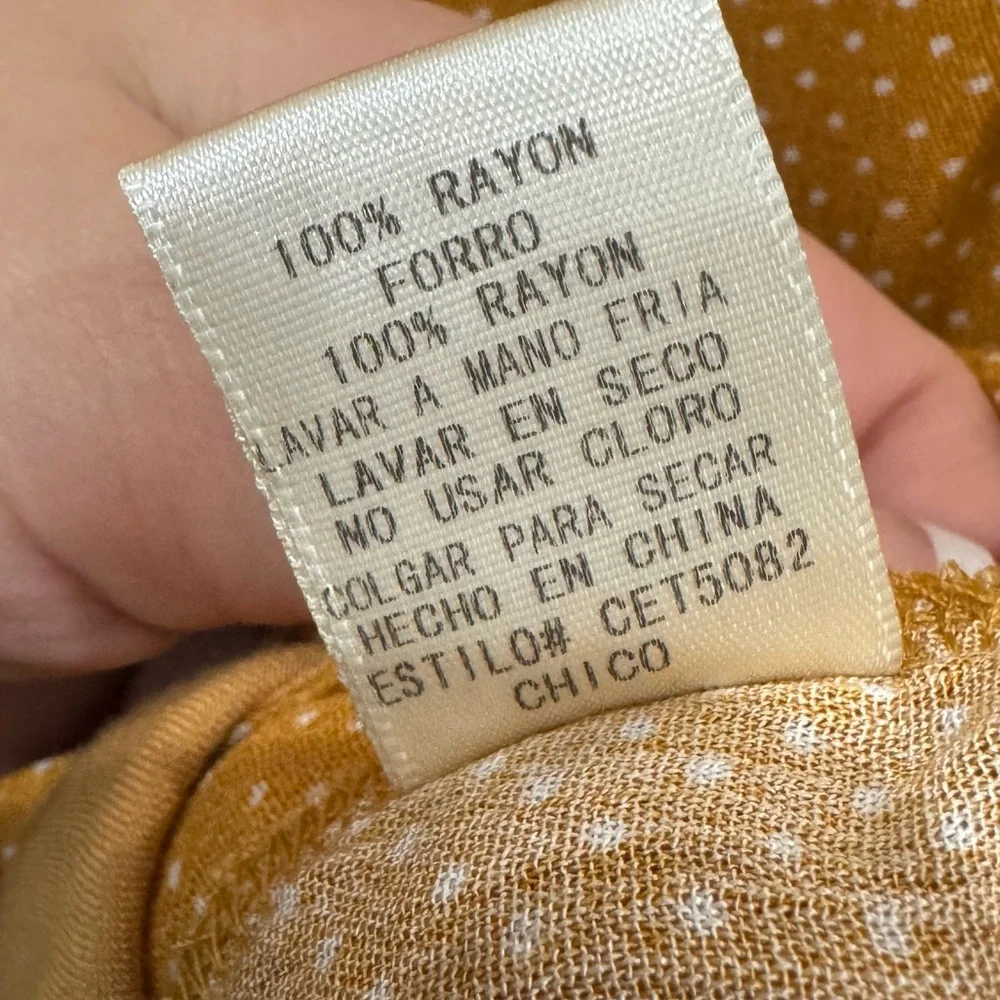 100% RAYON
FORRO
100% RAYON
LAVAR A MANO FRIA
LAVAR EN SECO
NO USAR CLORO
COLGAR PARA SECAR
HECHO EN CHINA
ESTILO# CET5082
CHICO